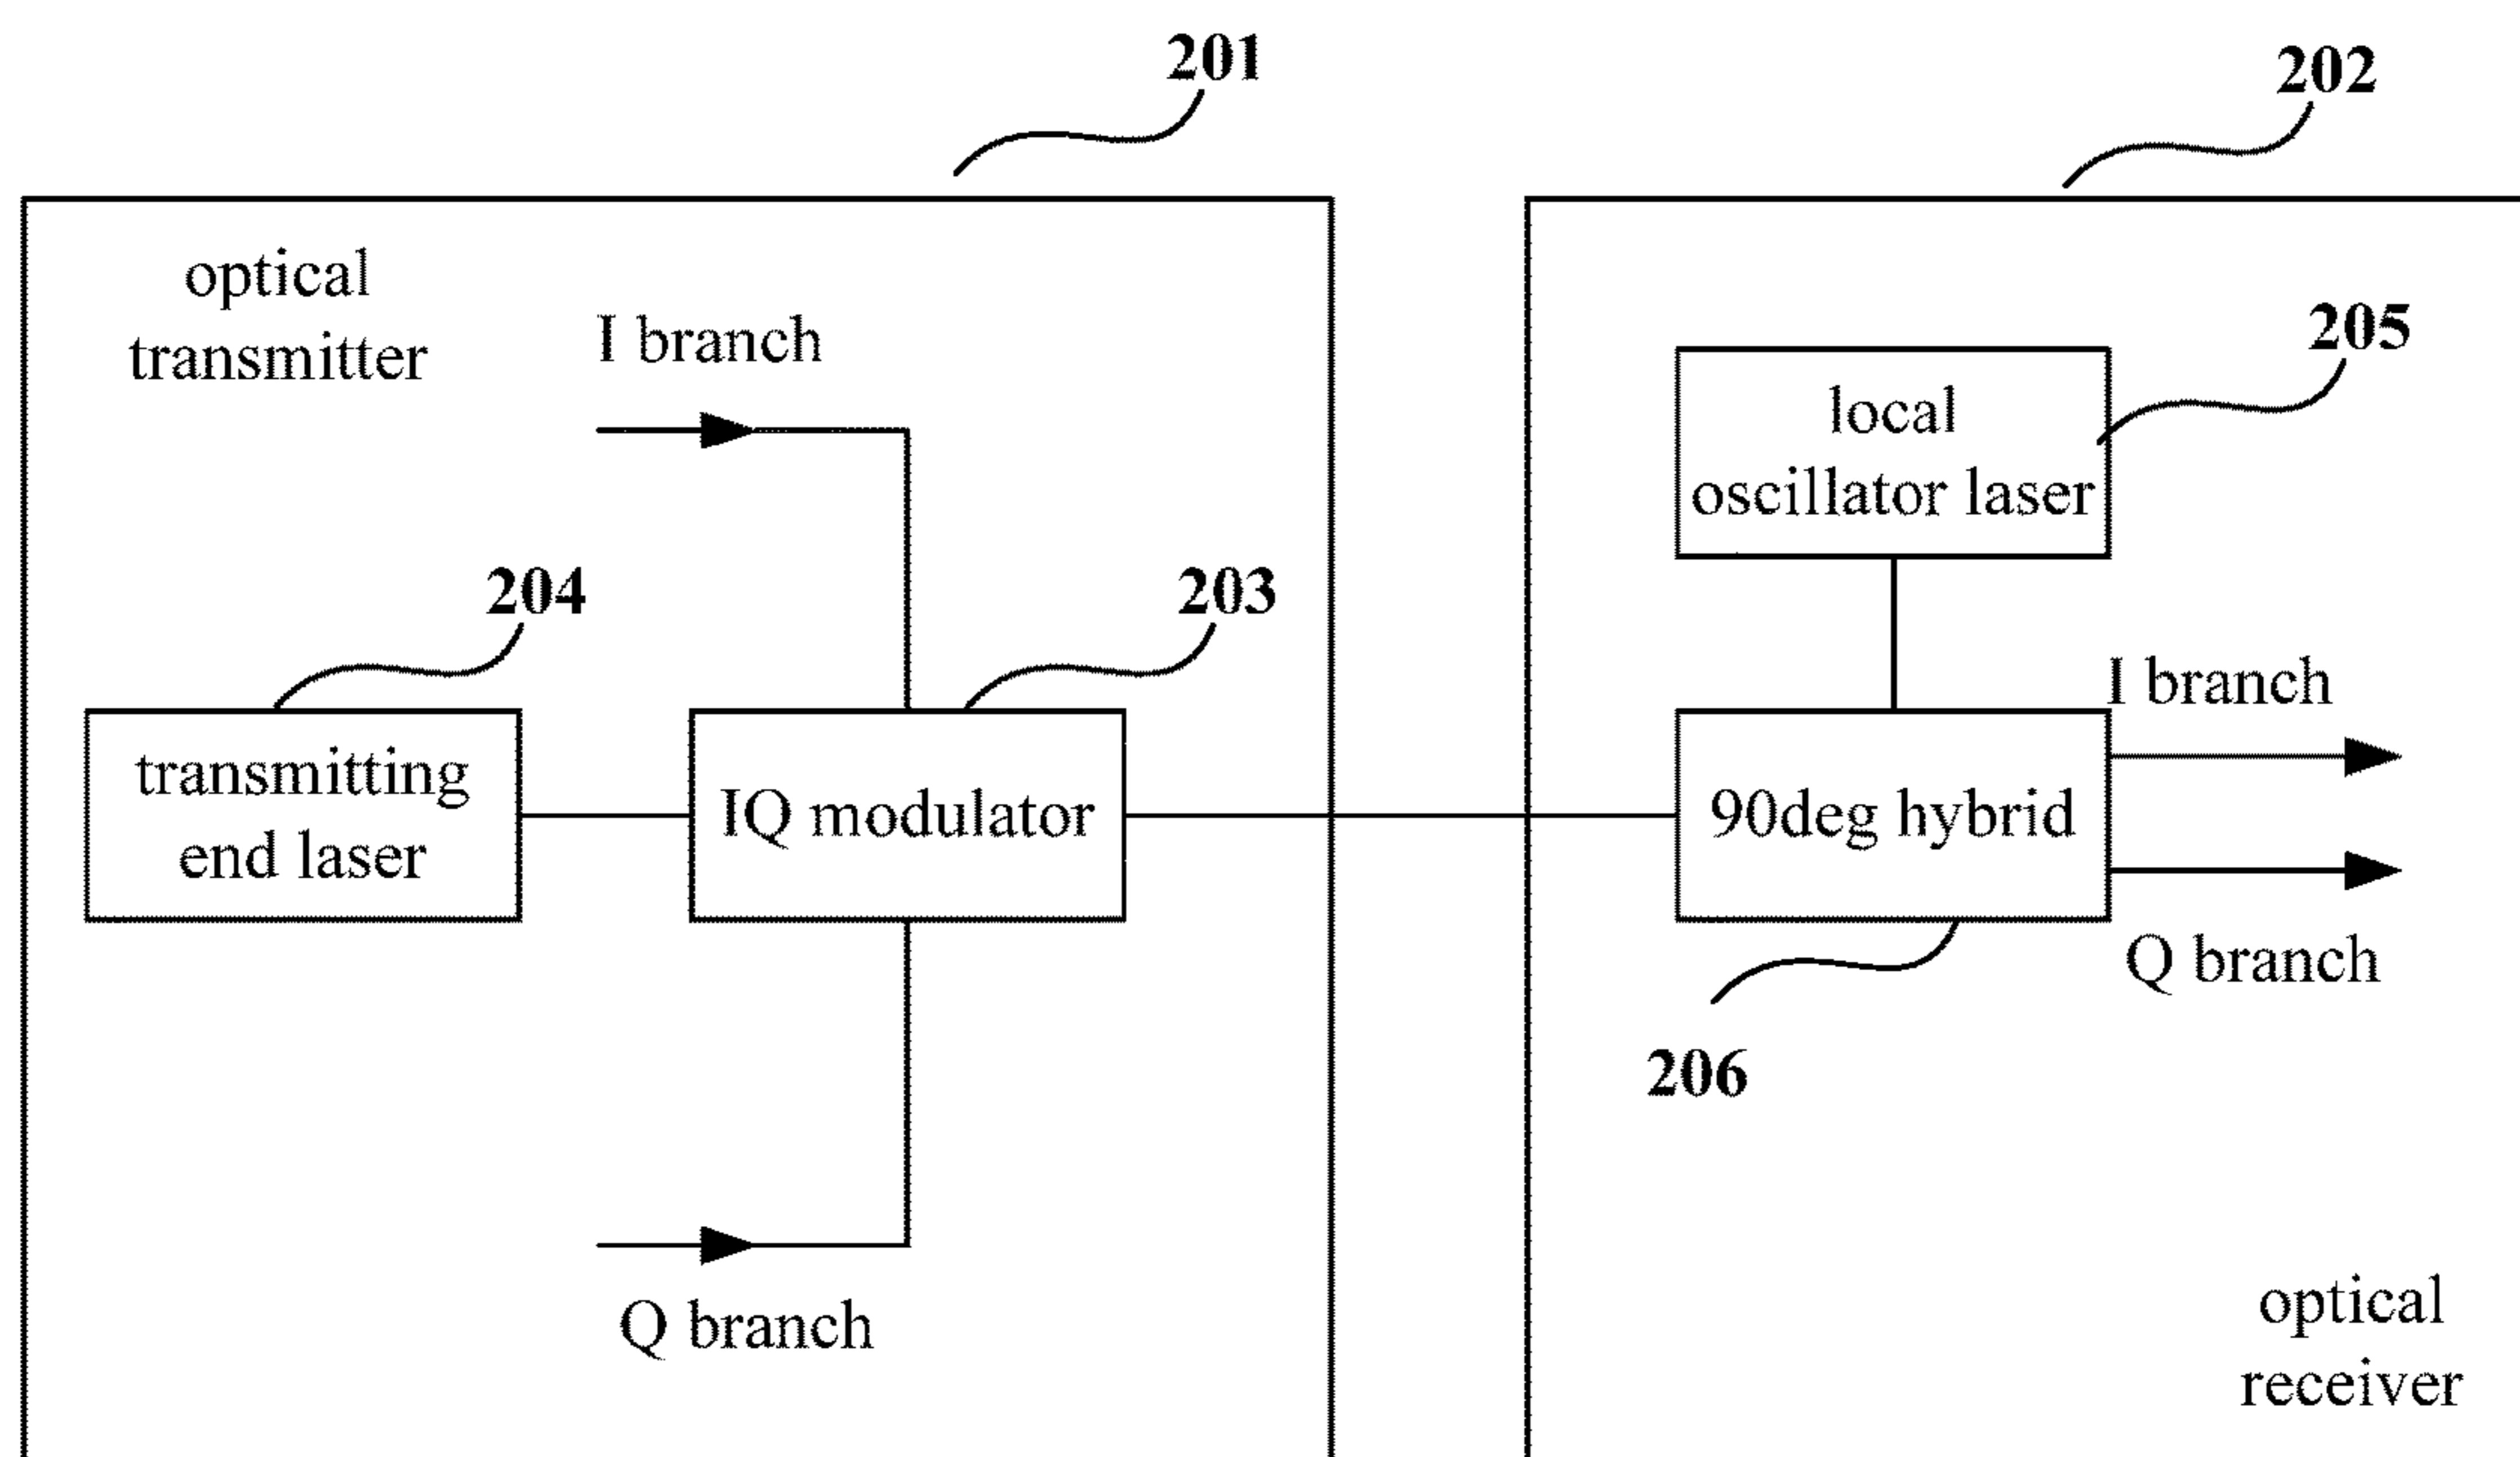 201
202
optical
transmitter
I branch
205
local
oscillator laser
204
203
I branch
transmitting
end laser
IQ modulator
90deg hybrid
Q branch
206
Q branch
optical
receiver